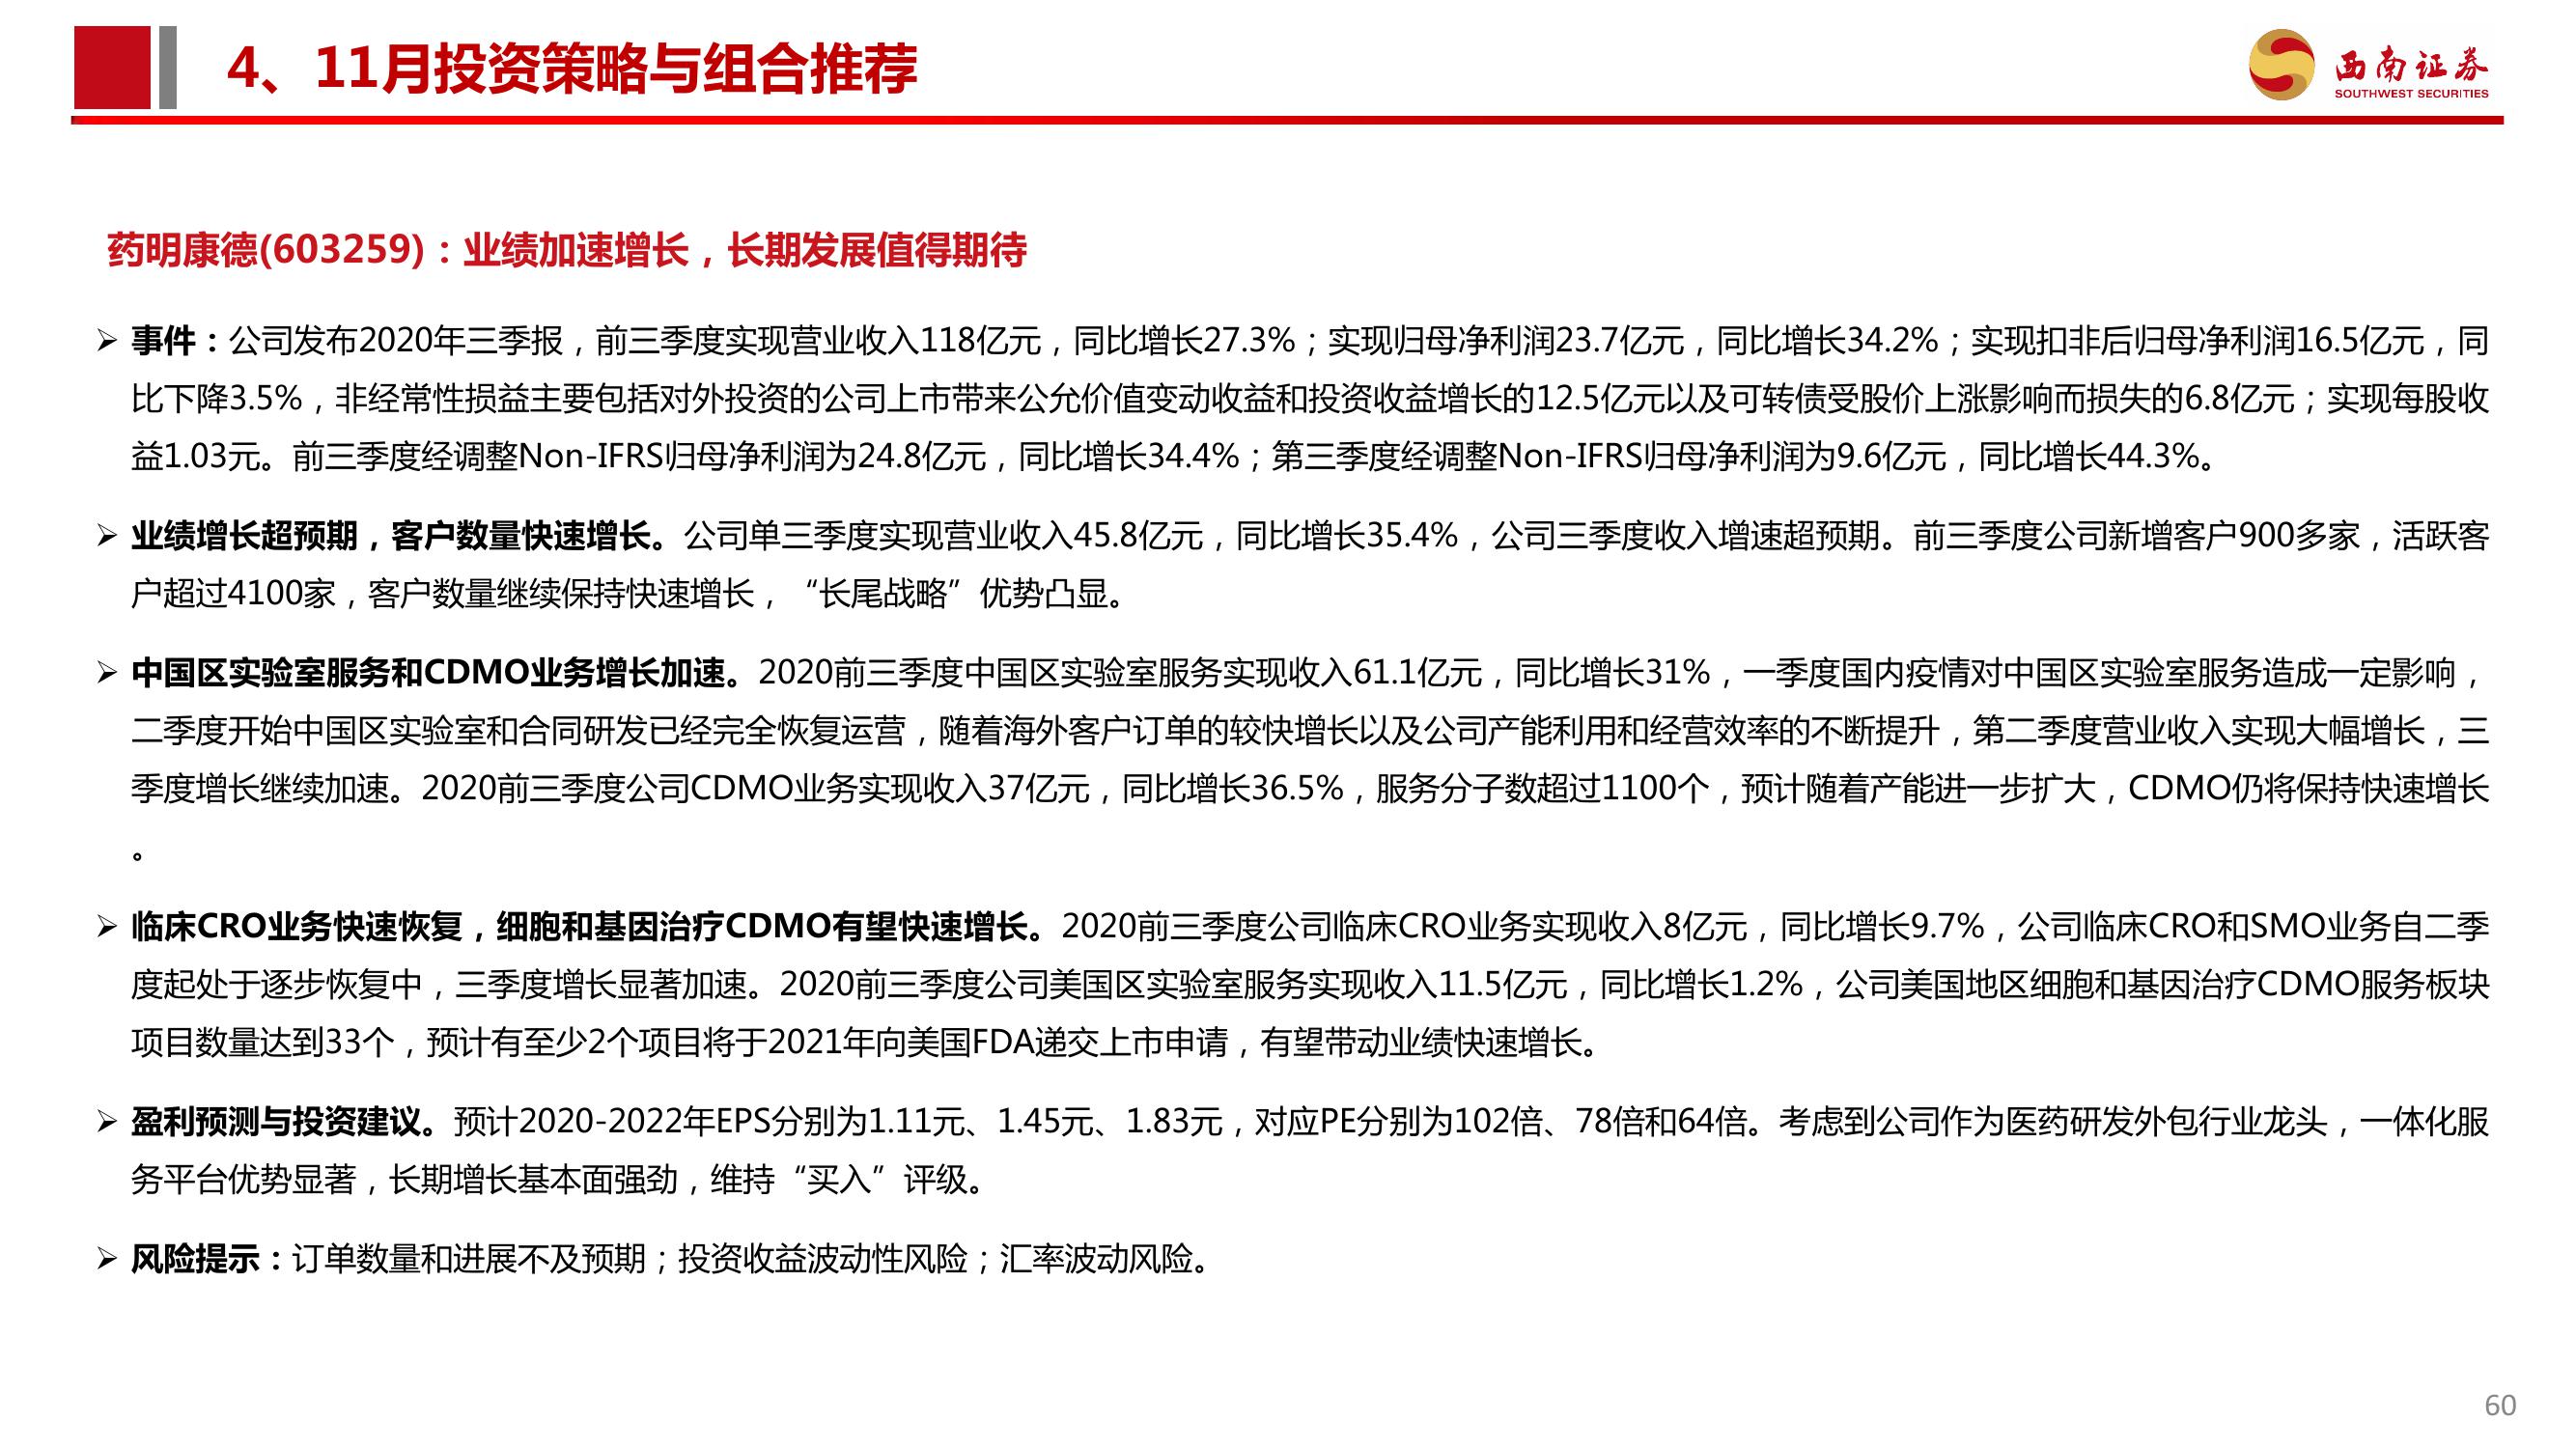 4、11月投资策略与组合推荐
西南证券
SOUTHWEST SECURITIES
药明康德(603259)：业绩加速增长，长期发展值得期待
➢ 事件：公司发布2020年三季报，前三季度实现营业收入118亿元，同比增长27.3%；实现归母净利润23.7亿元，同比增长34.2%；实现扣非后归母净利润16.5亿元，同
比下降3.5%，非经常性损益主要包括对外投资的公司上市带来公允价值变动收益和投资收益增长的12.5亿元以及可转债受股价上涨影响而损失的6.8亿元；实现每股收
益1.03元。前三季度经调整Non-IFRS归母净利润为24.8亿元，同比增长34.4%；第三季度经调整Non-IFRS归母净利润为9.6亿元，同比增长44.3%。
➢ 业绩增长超预期，客户数量快速增长。公司单三季度实现营业收入45.8亿元，同比增长35.4%，公司三季度收入增速超预期。前三季度公司新增客户900多家，活跃客
户超过4100家，客户数量继续保持快速增长，“长尾战略”优势凸显。
➢ 中国区实验室服务和CDMO业务增长加速。2020前三季度中国区实验室服务实现收入61.1亿元，同比增长31%，一季度国内疫情对中国区实验室服务造成一定影响，
二季度开始中国区实验室和合同研发已经完全恢复运营，随着海外客户订单的较快增长以及公司产能利用和经营效率的不断提升，第二季度营业收入实现大幅增长，三
季度增长继续加速。2020前三季度公司CDMO业务实现收入37亿元，同比增长36.5%，服务分子数超过1100个，预计随着产能进一步扩大，CDMO仍将保持快速增长
。
➢ 临床CRO业务快速恢复，细胞和基因治疗CDMO有望快速增长。2020前三季度公司临床CRO业务实现收入8亿元，同比增长9.7%，公司临床CRO和SMO业务自二季
度起处于逐步恢复中，三季度增长显著加速。2020前三季度公司美国区实验室服务实现收入11.5亿元，同比增长1.2%，公司美国地区细胞和基因治疗CDMO服务板块
项目数量达到33个，预计有至少2个项目将于2021年向美国FDA递交上市申请，有望带动业绩快速增长。
➢ 盈利预测与投资建议。预计2020-2022年EPS分别为1.11元、1.45元、1.83元，对应PE分别为102倍、78倍和64倍。考虑到公司作为医药研发外包行业龙头，一体化服
务平台优势显著，长期增长基本面强劲，维持“买入”评级。
➢ 风险提示：订单数量和进展不及预期；投资收益波动性风险；汇率波动风险。
60